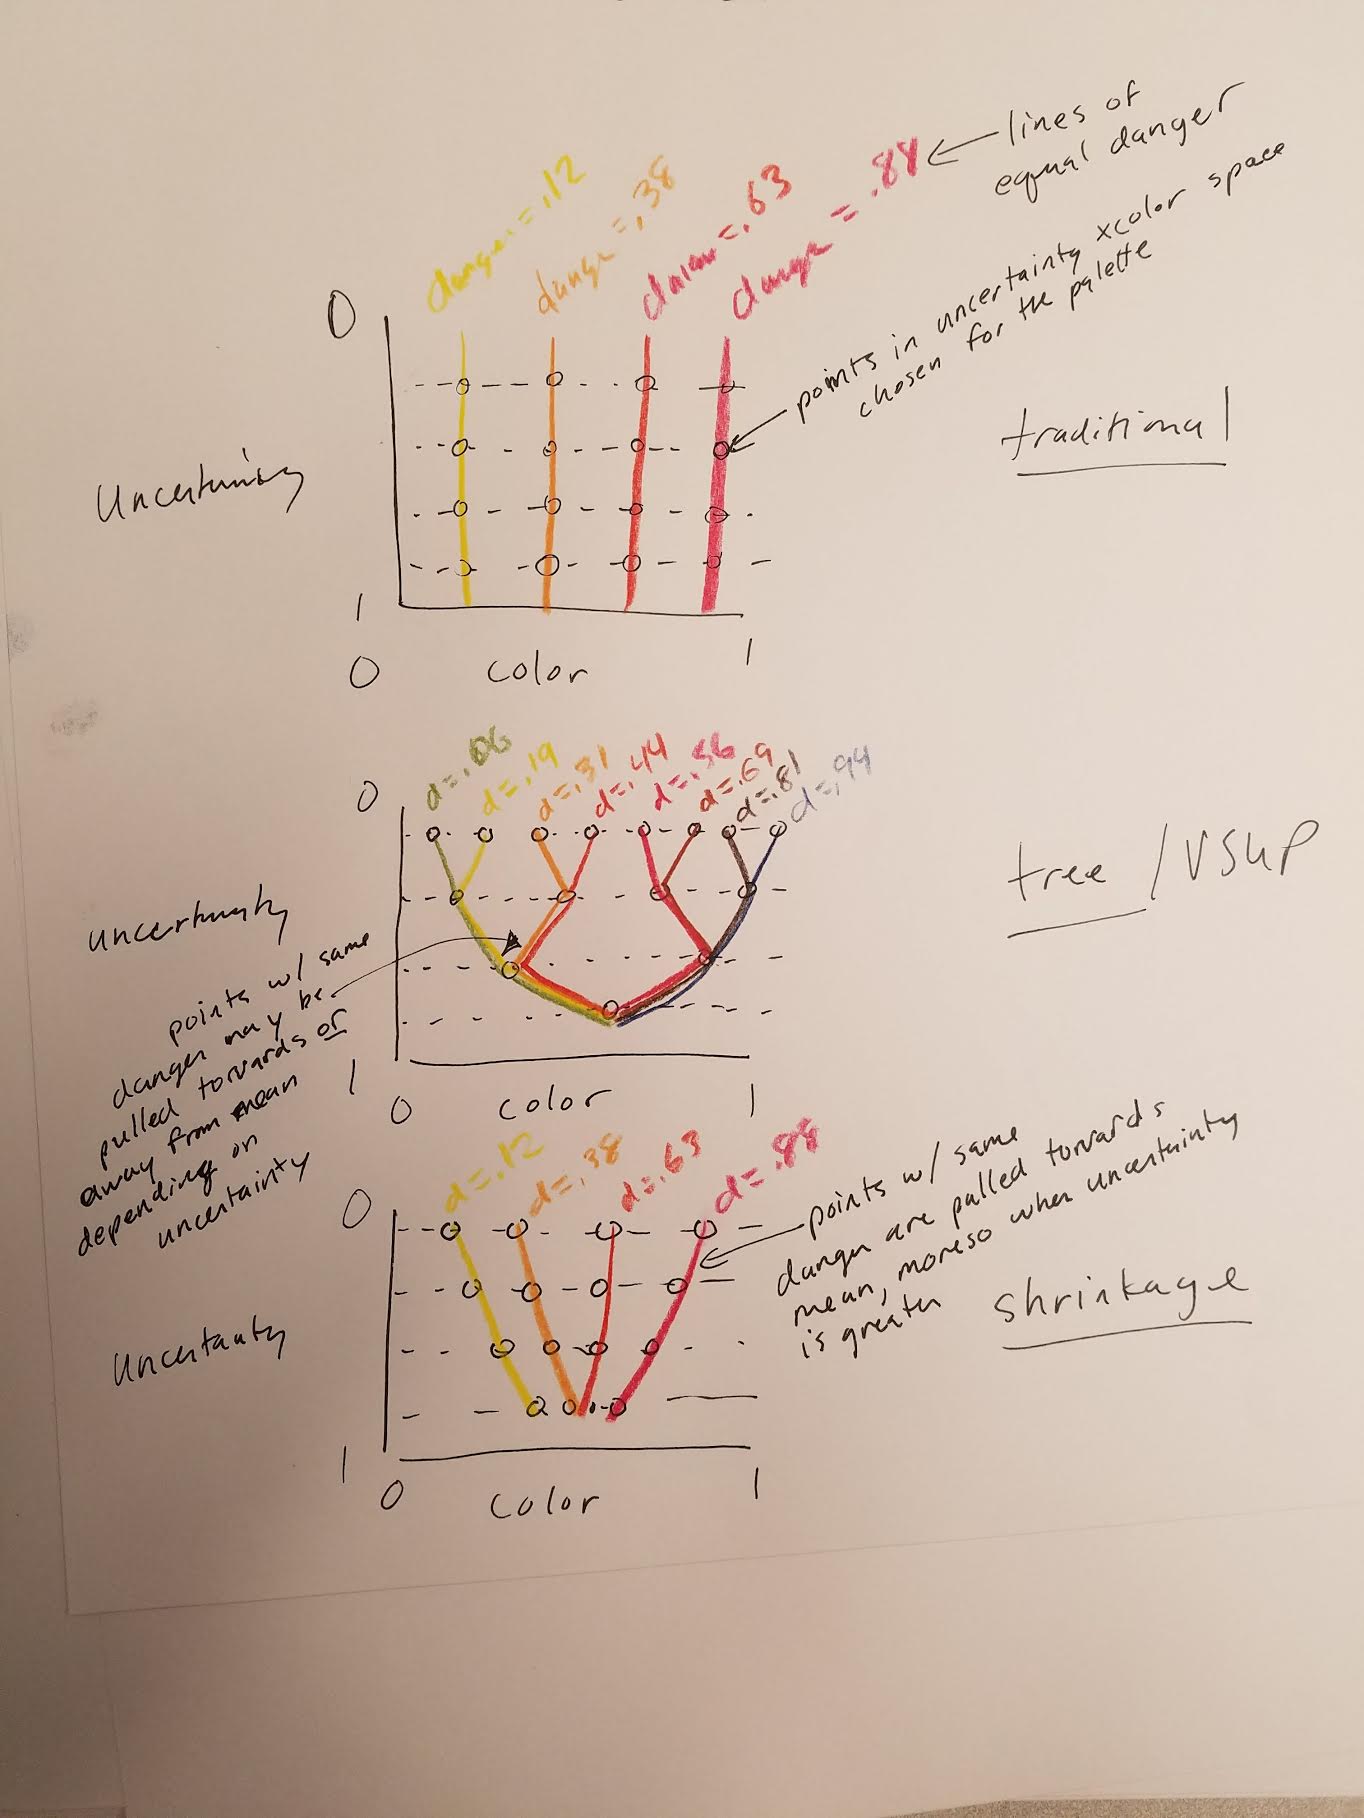 danger = .12
danger = .38
danger = .63
danger = .88
lines of
equal danger
points in uncertainty xcolor space
chosen for the palette
traditional
0
Uncertainty
1
0
color
1
d=.06
d=.19
d=.31
d=.44
d=.56
d=.69
d=.81
d=.94
tree / VSUP
0
uncertainty
points w/ same
danger may be
pulled torwards or
away from mean
depending on
uncertainty
1
0
color
1
d=.12
d=.38
d=.63
d=.88
points w/ same
danger are pulled torwards
mean, moreso when uncertainty
is greater
shrinkage
0
Uncertainty
1
0
color
1